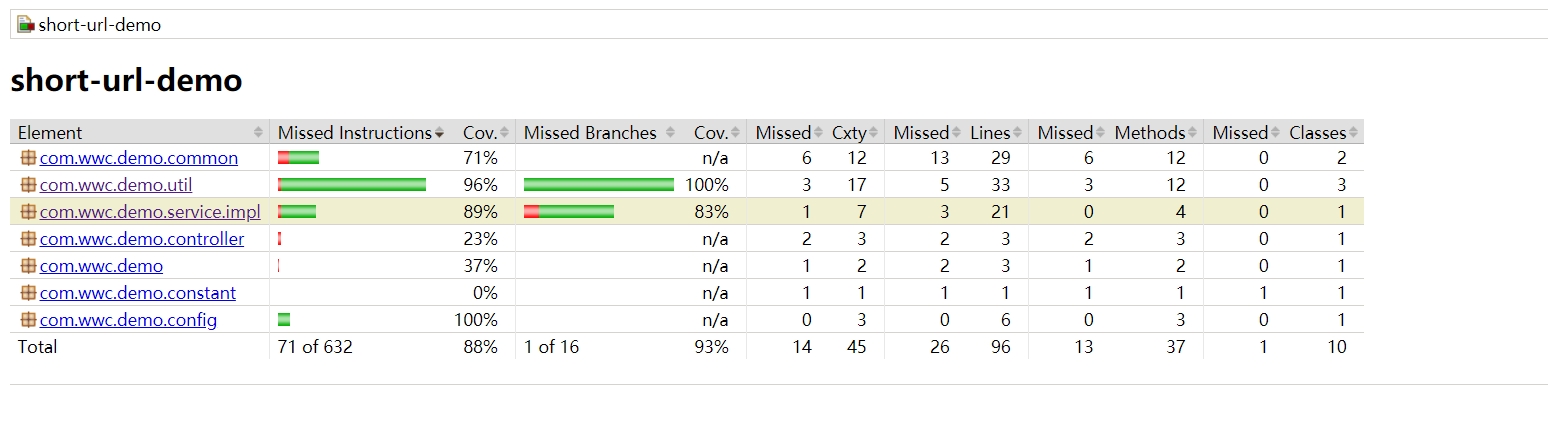 short-url-demo
short-url-demo
Element Missed Instructions Cov. Missed Branches Cov. Missed Cxty Missed Lines Missed Methods Missed Classes
com.wwc.demo.common 71% n/a 6 12 13 29 6 12 0 2
com.wwc.demo.util 96% 100% 3 17 5 33 3 12 0 3
com.wwc.demo.service.impl 89% 83% 1 7 3 21 0 4 0 1
com.wwc.demo.controller 23% n/a 2 3 2 3 2 3 0 1
com.wwc.demo 37% n/a 1 2 2 3 1 2 0 1
com.wwc.demo.constant 0% n/a 1 1 1 1 1 1 1 1
com.wwc.demo.config 100% n/a 0 3 0 6 0 3 0 1
Total 71 of 632 88% 1 of 16 93% 14 45 26 96 13 37 1 10